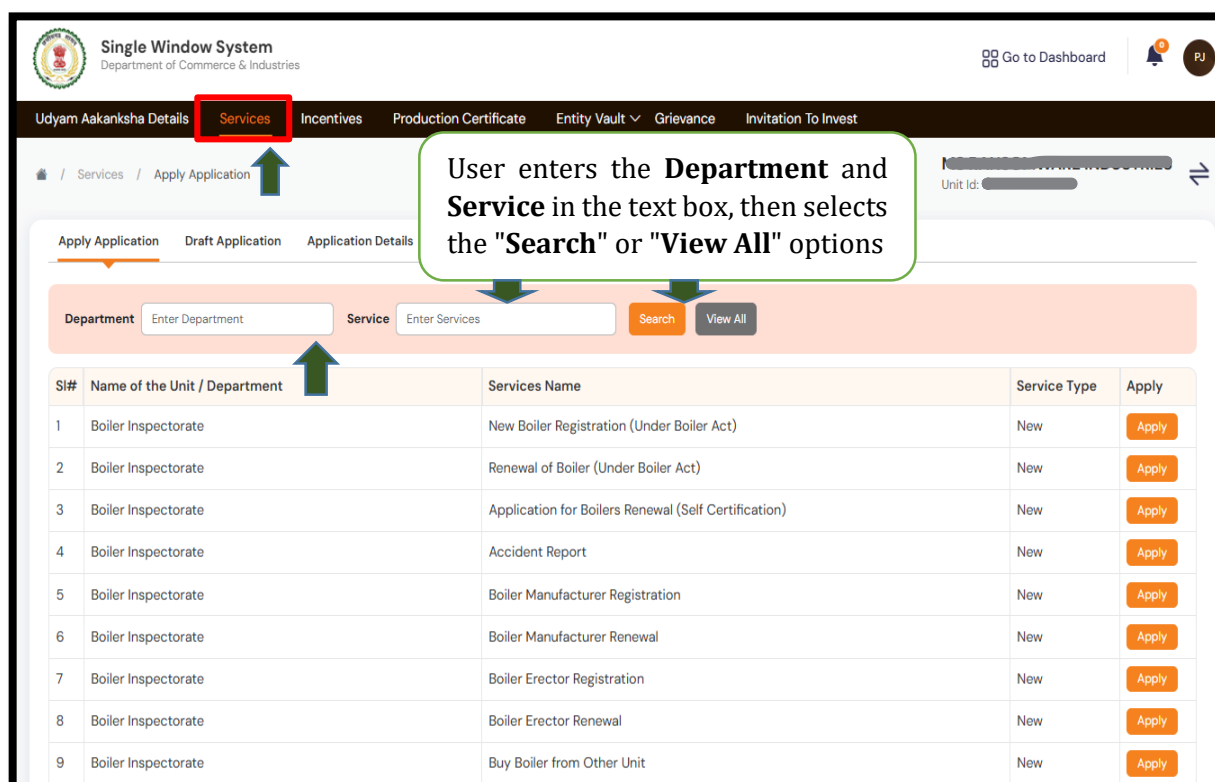 Single Window System
Department of Commerce & Industries
Go to Dashboard
0
PJ
Udyam Aakanksha Details Services Incentives Production Certificate Entity Vault Grievance Invitation To Invest
/ Services / Apply Application
Unit Id:
User enters the Department and
Service in the text box, then selects
the "Search" or "View All" options
Apply Application Draft Application Application Details
Department Enter Department Service Enter Services Search View All
Sl# Name of the Unit / Department Services Name Service Type Apply
1 Boiler Inspectorate New Boiler Registration (Under Boiler Act) New Apply
2 Boiler Inspectorate Renewal of Boiler (Under Boiler Act) New Apply
3 Boiler Inspectorate Application for Boilers Renewal (Self Certification) New Apply
4 Boiler Inspectorate Accident Report New Apply
5 Boiler Inspectorate Boiler Manufacturer Registration New Apply
6 Boiler Inspectorate Boiler Manufacturer Renewal New Apply
7 Boiler Inspectorate Boiler Erector Registration New Apply
8 Boiler Inspectorate Boiler Erector Renewal New Apply
9 Boiler Inspectorate Buy Boiler from Other Unit New Apply